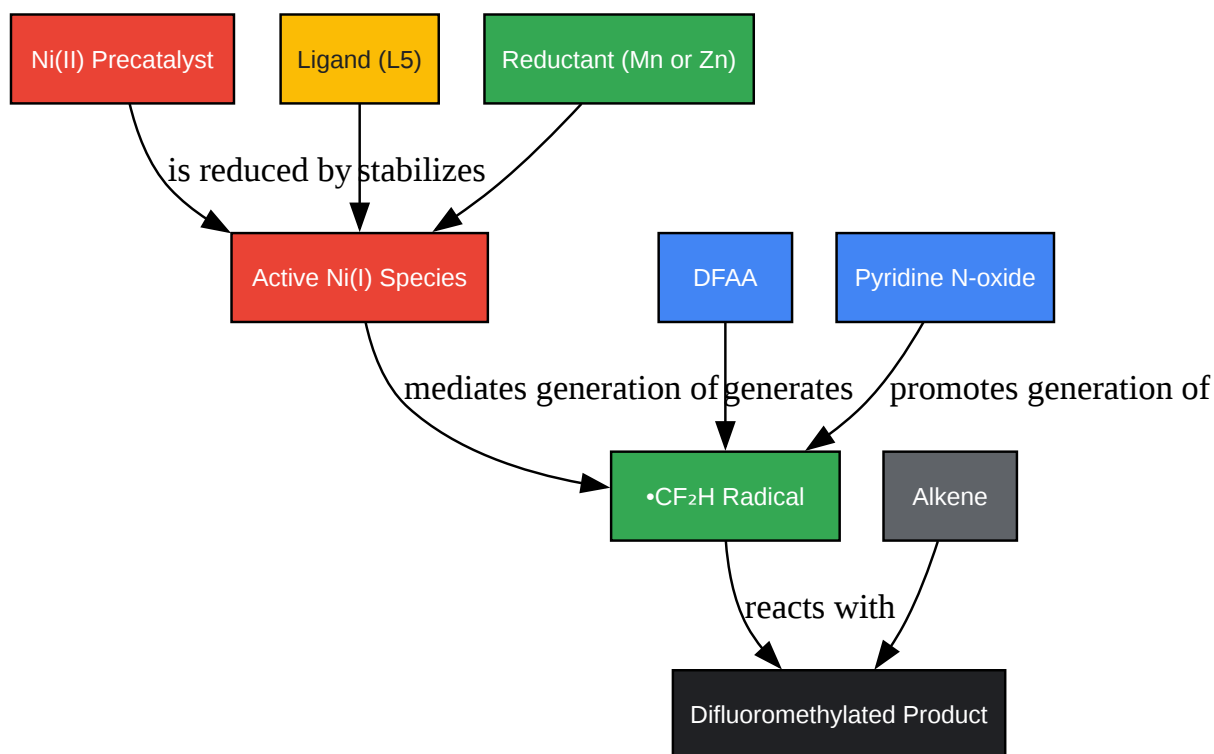 Ni(II) Precatalyst
Ligand (L5)
Reductant (Mn or Zn)
is reduced by
stabilizes
Active Ni(I) Species
DFAA
Pyridine N-oxide
mediates generation of
generates
promotes generation of
•CF₂H Radical
Alkene
reacts with
Difluoromethylated Product